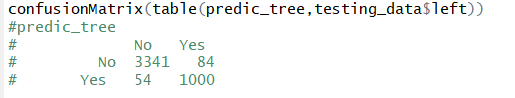 confusionMatrix(table(predic_tree,testing_data$left))
#predic_tree
# No Yes
# No 3341 84
# Yes 54 1000